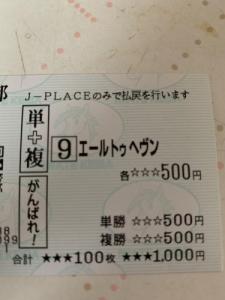 J-PLACEのみで払戻を行います
単+複
がんばれ!
9 エールトゥヘヴン
各☆☆☆500円
単勝 ☆☆☆500円
複勝 ☆☆☆500円
合計 ★★★100枚 ★★★1,000円